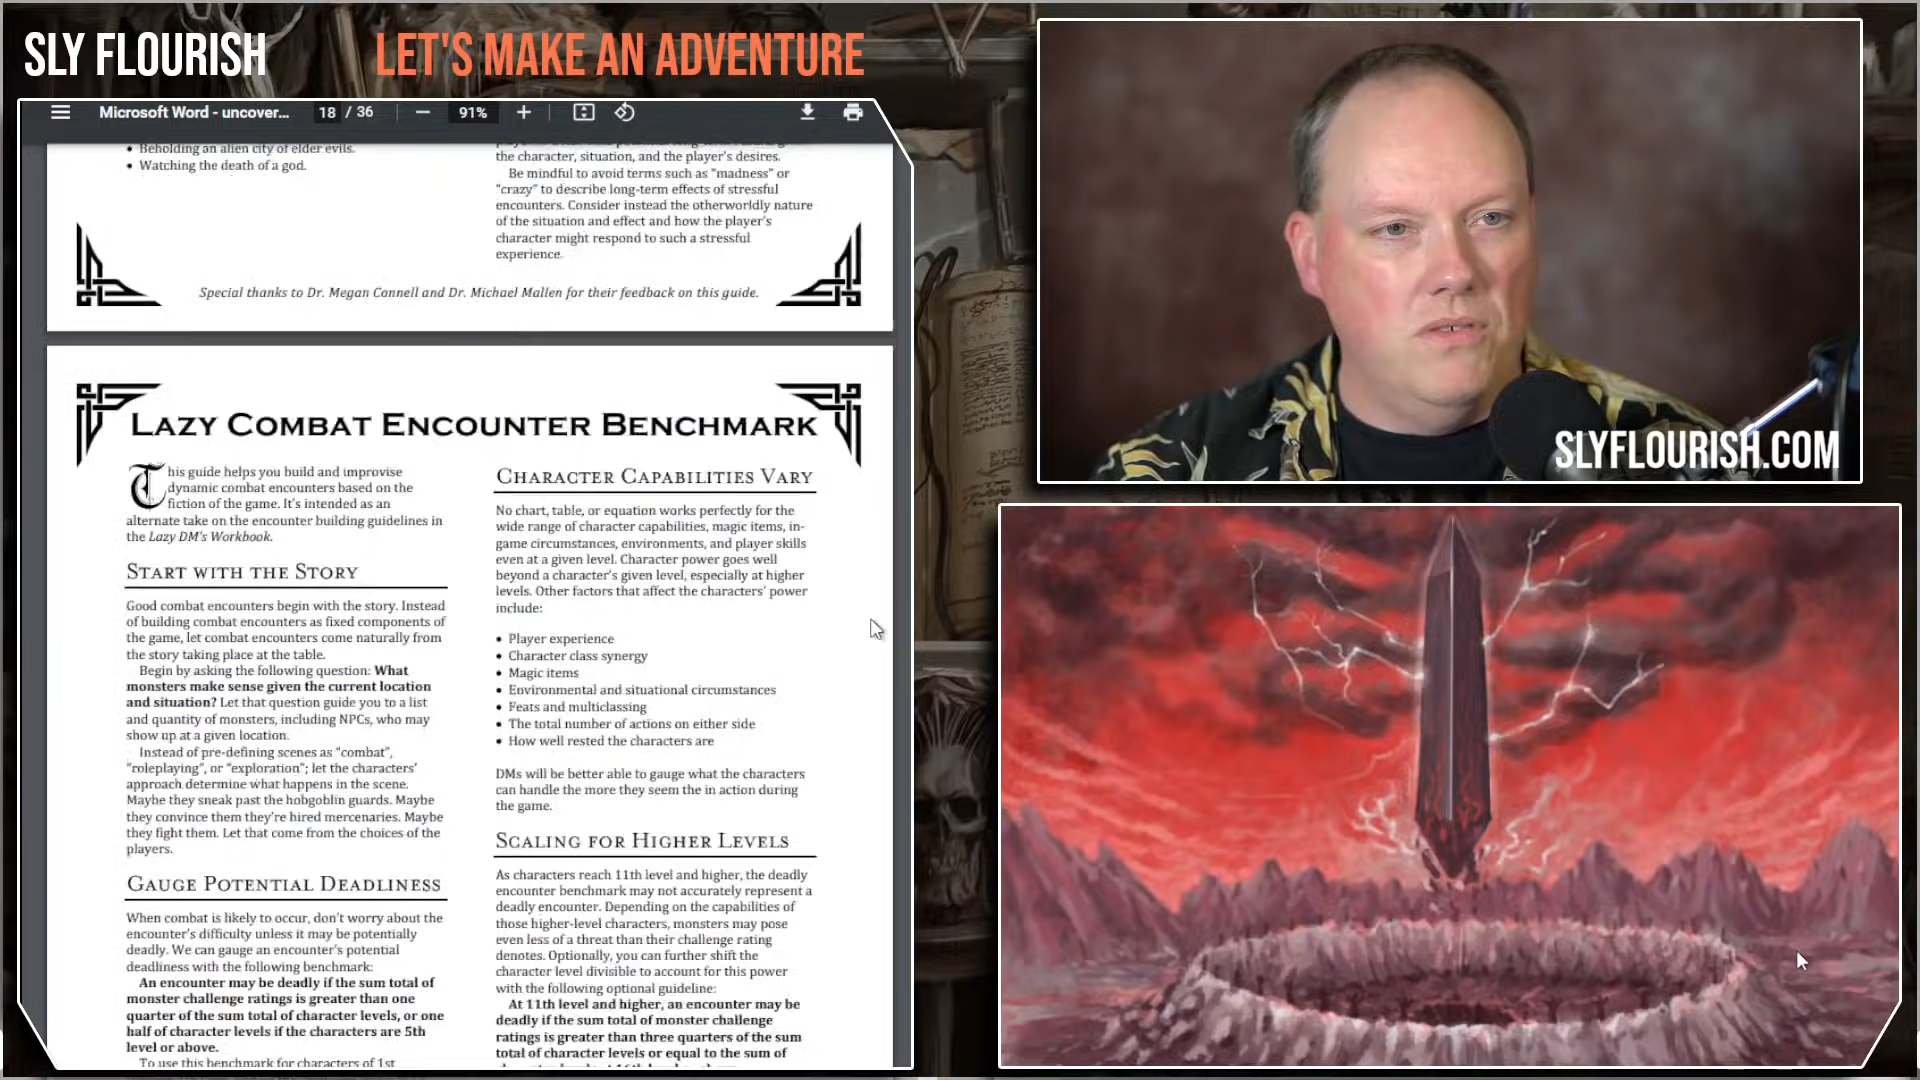 SLY FLOURISH
LET'S MAKE AN ADVENTURE
Microsoft Word - uncover...
18 / 36
91%
Beholding an alien city of elder evils.
• Watching the death of a god.
the character, situation, and the player's desires.
Be mindful to avoid terms such as "madness" or
"crazy" to describe long-term effects of stressful
encounters. Consider instead the otherworldly nature
of the situation and effect and how the player's
character might respond to such a stressful
experience.
Special thanks to Dr. Megan Connell and Dr. Michael Mallen for their feedback on this guide.
LAZY COMBAT ENCOUNTER BENCHMARK
This guide helps you build and improvise
dynamic combat encounters based on the
fiction of the game. It's intended as an
alternate take on the encounter building guidelines in
the Lazy DM's Workbook.
START WITH THE STORY
Good combat encounters begin with the story. Instead
of building combat encounters as fixed components of
the game, let combat encounters come naturally from
the story taking place at the table.
Begin by asking the following question: What
monsters make sense given the current location
and situation? Let that question guide you to a list
and quantity of monsters, including NPCs, who may
show up at a given location.
Instead of pre-defining scenes as "combat",
"roleplaying", or "exploration"; let the characters'
approach determine what happens in the scene.
Maybe they sneak past the hobgoblin guards. Maybe
they convince them they're hired mercenaries. Maybe
they fight them. Let that come from the choices of the
players.
GAUGE POTENTIAL DEADLINESS
When combat is likely to occur, don't worry about the
encounter's difficulty unless it may be potentially
deadly. We can gauge an encounter's potential
deadliness with the following benchmark:
An encounter may be deadly if the sum total of
monster challenge ratings is greater than one
quarter of the sum total of character levels, or one
half of character levels if the characters are 5th
level or above.
To use this benchmark for characters of 1st
CHARACTER CAPABILITIES VARY
No chart, table, or equation works perfectly for the
wide range of character capabilities, magic items, in-
game circumstances, environments, and player skills
even at a given level. Character power goes well
beyond a character's given level, especially at higher
levels. Other factors that affect the characters' power
include:
• Player experience
• Character class synergy
• Magic items
• Environmental and situational circumstances
• Feats and multiclassing
• The total number of actions on either side
• How well rested the characters are
DMs will be better able to gauge what the characters
can handle the more they seem the in action during
the game.
SCALING FOR HIGHER LEVELS
As characters reach 11th level and higher, the deadly
encounter benchmark may not accurately represent a
deadly encounter. Depending on the capabilities of
those higher-level characters, monsters may pose
even less of a threat than their challenge rating
denotes. Optionally, you can further shift the
character level divisible to account for this power
with the following optional guideline:
At 11th level and higher, an encounter may be
deadly if the sum total of monster challenge
ratings is greater than three quarters of the sum
total of character levels or equal to the sum of
SLYFLOURISH.COM